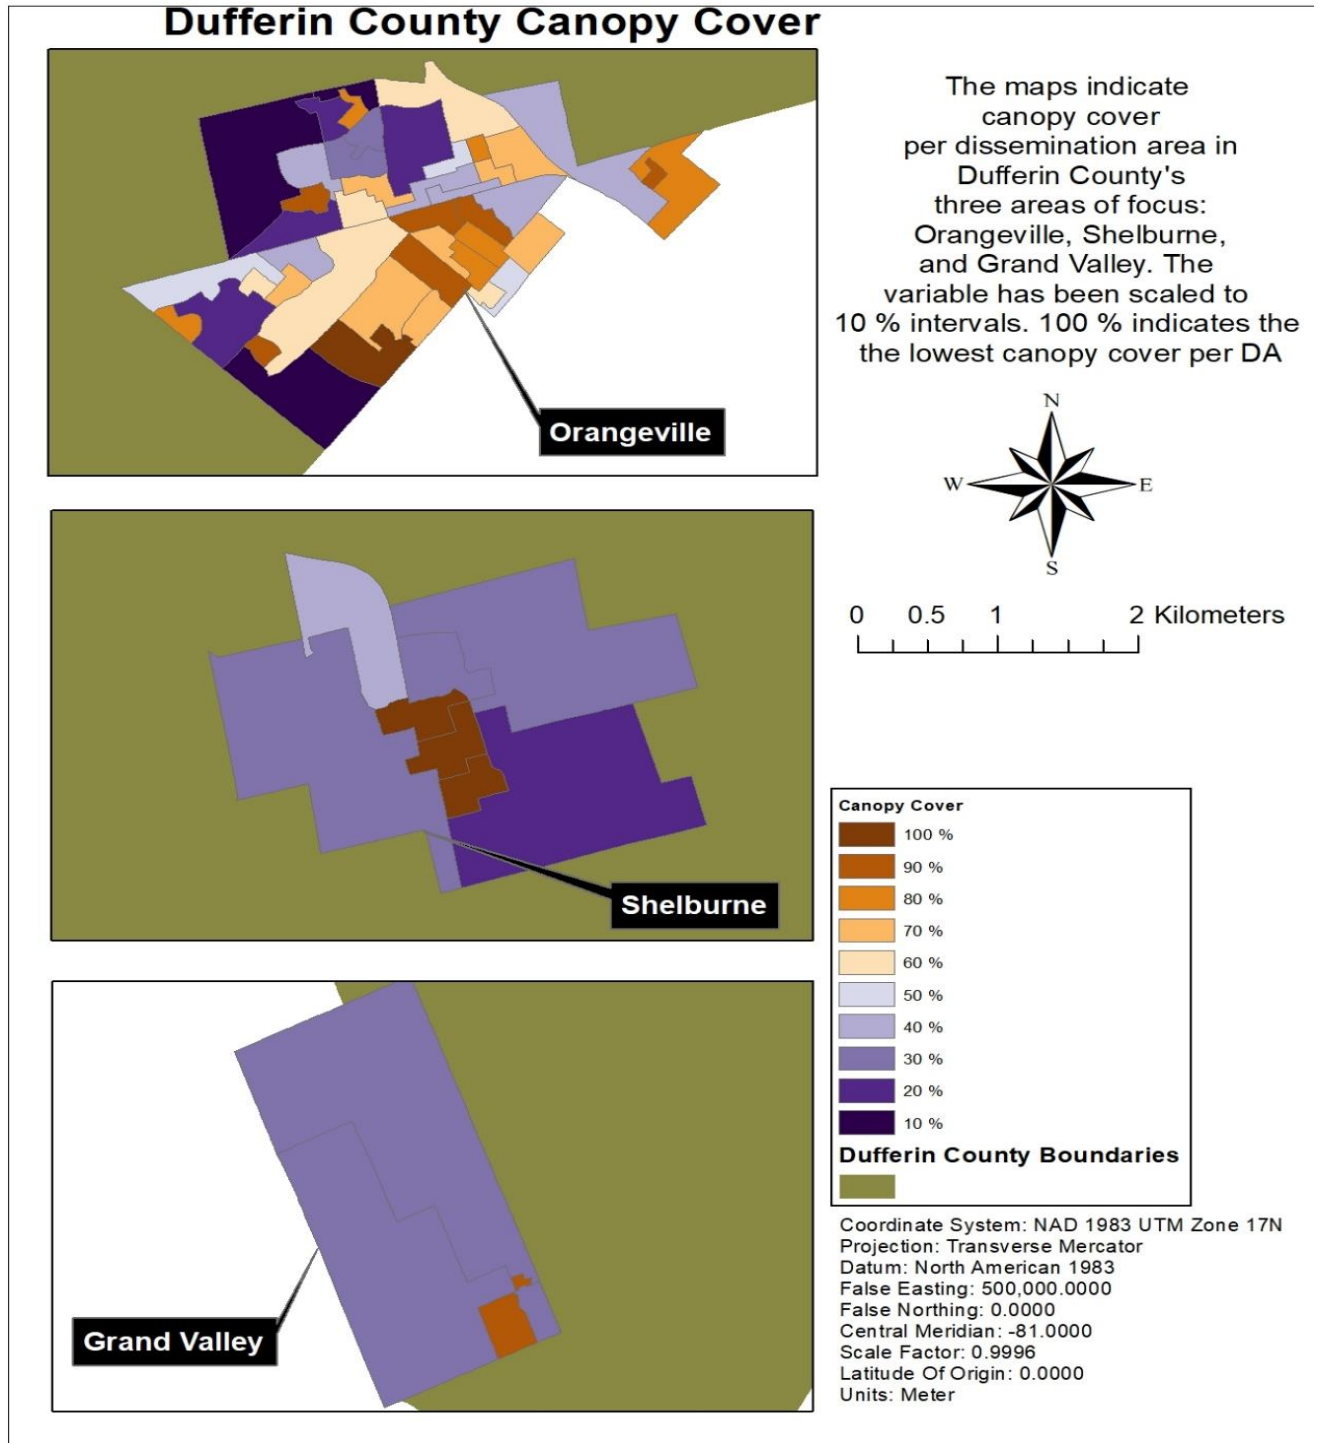 Dufferin County Canopy Cover
The maps indicate
canopy cover
per dissemination area in
Dufferin County's
three areas of focus:
Orangeville, Shelburne,
and Grand Valley. The
variable has been scaled to
10 % intervals. 100 % indicates the
the lowest canopy cover per DA
Orangeville
N
W
E
S
0 0.5 1 2 Kilometers
Shelburne
Canopy Cover
100 %
90 %
80 %
70 %
60 %
50 %
40 %
30 %
20 %
10 %
Dufferin County Boundaries
Grand Valley
Coordinate System: NAD 1983 UTM Zone 17N
Projection: Transverse Mercator
Datum: North American 1983
False Easting: 500,000.0000
False Northing: 0.0000
Central Meridian: -81.0000
Scale Factor: 0.9996
Latitude Of Origin: 0.0000
Units: Meter